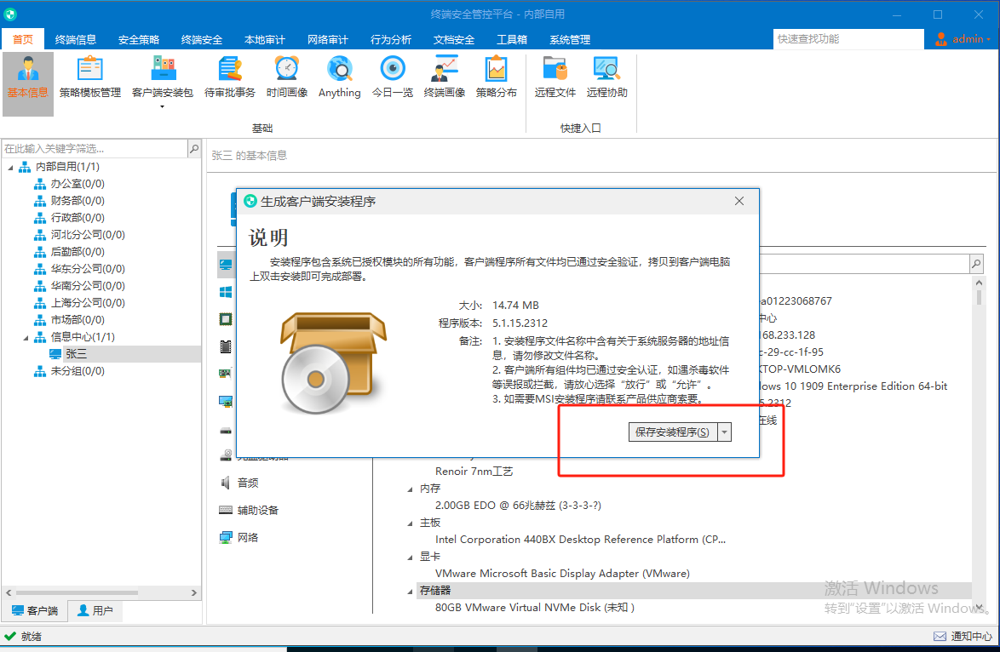 终端安全管控平台 - 内部自用
首页 终端信息 安全策略 终端安全 本地审计 网络审计 行为分析 文档安全 工具箱 系统管理 快速查找功能 admin
基本信息 策略模板管理 客户端安装包 待审批事务 时间画像 Anything 今日一览 终端画像 策略分布 远程文件 远程协助
基础 快捷入口
在此输入关键字筛选...
内部自用(1/1)
办公室(0/0)
财务部(0/0)
行政部(0/0)
河北分公司(0/0)
后勤部(0/0)
华东分公司(0/0)
华南分公司(0/0)
上海分公司(0/0)
市场部(0/0)
信息中心(1/1)
张三
未分组(0/0)
客户端 用户
张三 的基本信息
生成客户端安装程序
说明
安装程序包含系统已授权模块的所有功能，客户端程序所有文件均已通过安全验证，拷贝到客户端电脑
上双击安装即可完成部署。
大小: 14.74 MB
程序版本: 5.1.15.2312
备注: 1. 安装程序文件名称中含有关于系统服务器的地址信
息，请勿修改文件名称。
2. 客户端所有组件均已通过安全认证，如遇杀毒软件
等误报或拦截，请放心选择“放行”或“允许”。
3. 如需要MSI安装程序请联系产品供应商索要。
保存安装程序(S)
a01223068767
中心
168.233.128
c-29-cc-1f-95
KTOP-VMLOMK6
dows 10 1909 Enterprise Edition 64-bit
5.2312
在线
音频
辅助设备
网络
Renoir 7nm工艺
内存
2.00GB EDO @ 66兆赫兹 (3-3-3-?)
主板
Intel Corporation 440BX Desktop Reference Platform (CP...
显卡
VMware Microsoft Basic Display Adapter (VMware)
存储器
80GB VMware Virtual NVMe Disk (未知 )
激活 Windows
转到“设置”以激活 Windows。
就绪 通知中心